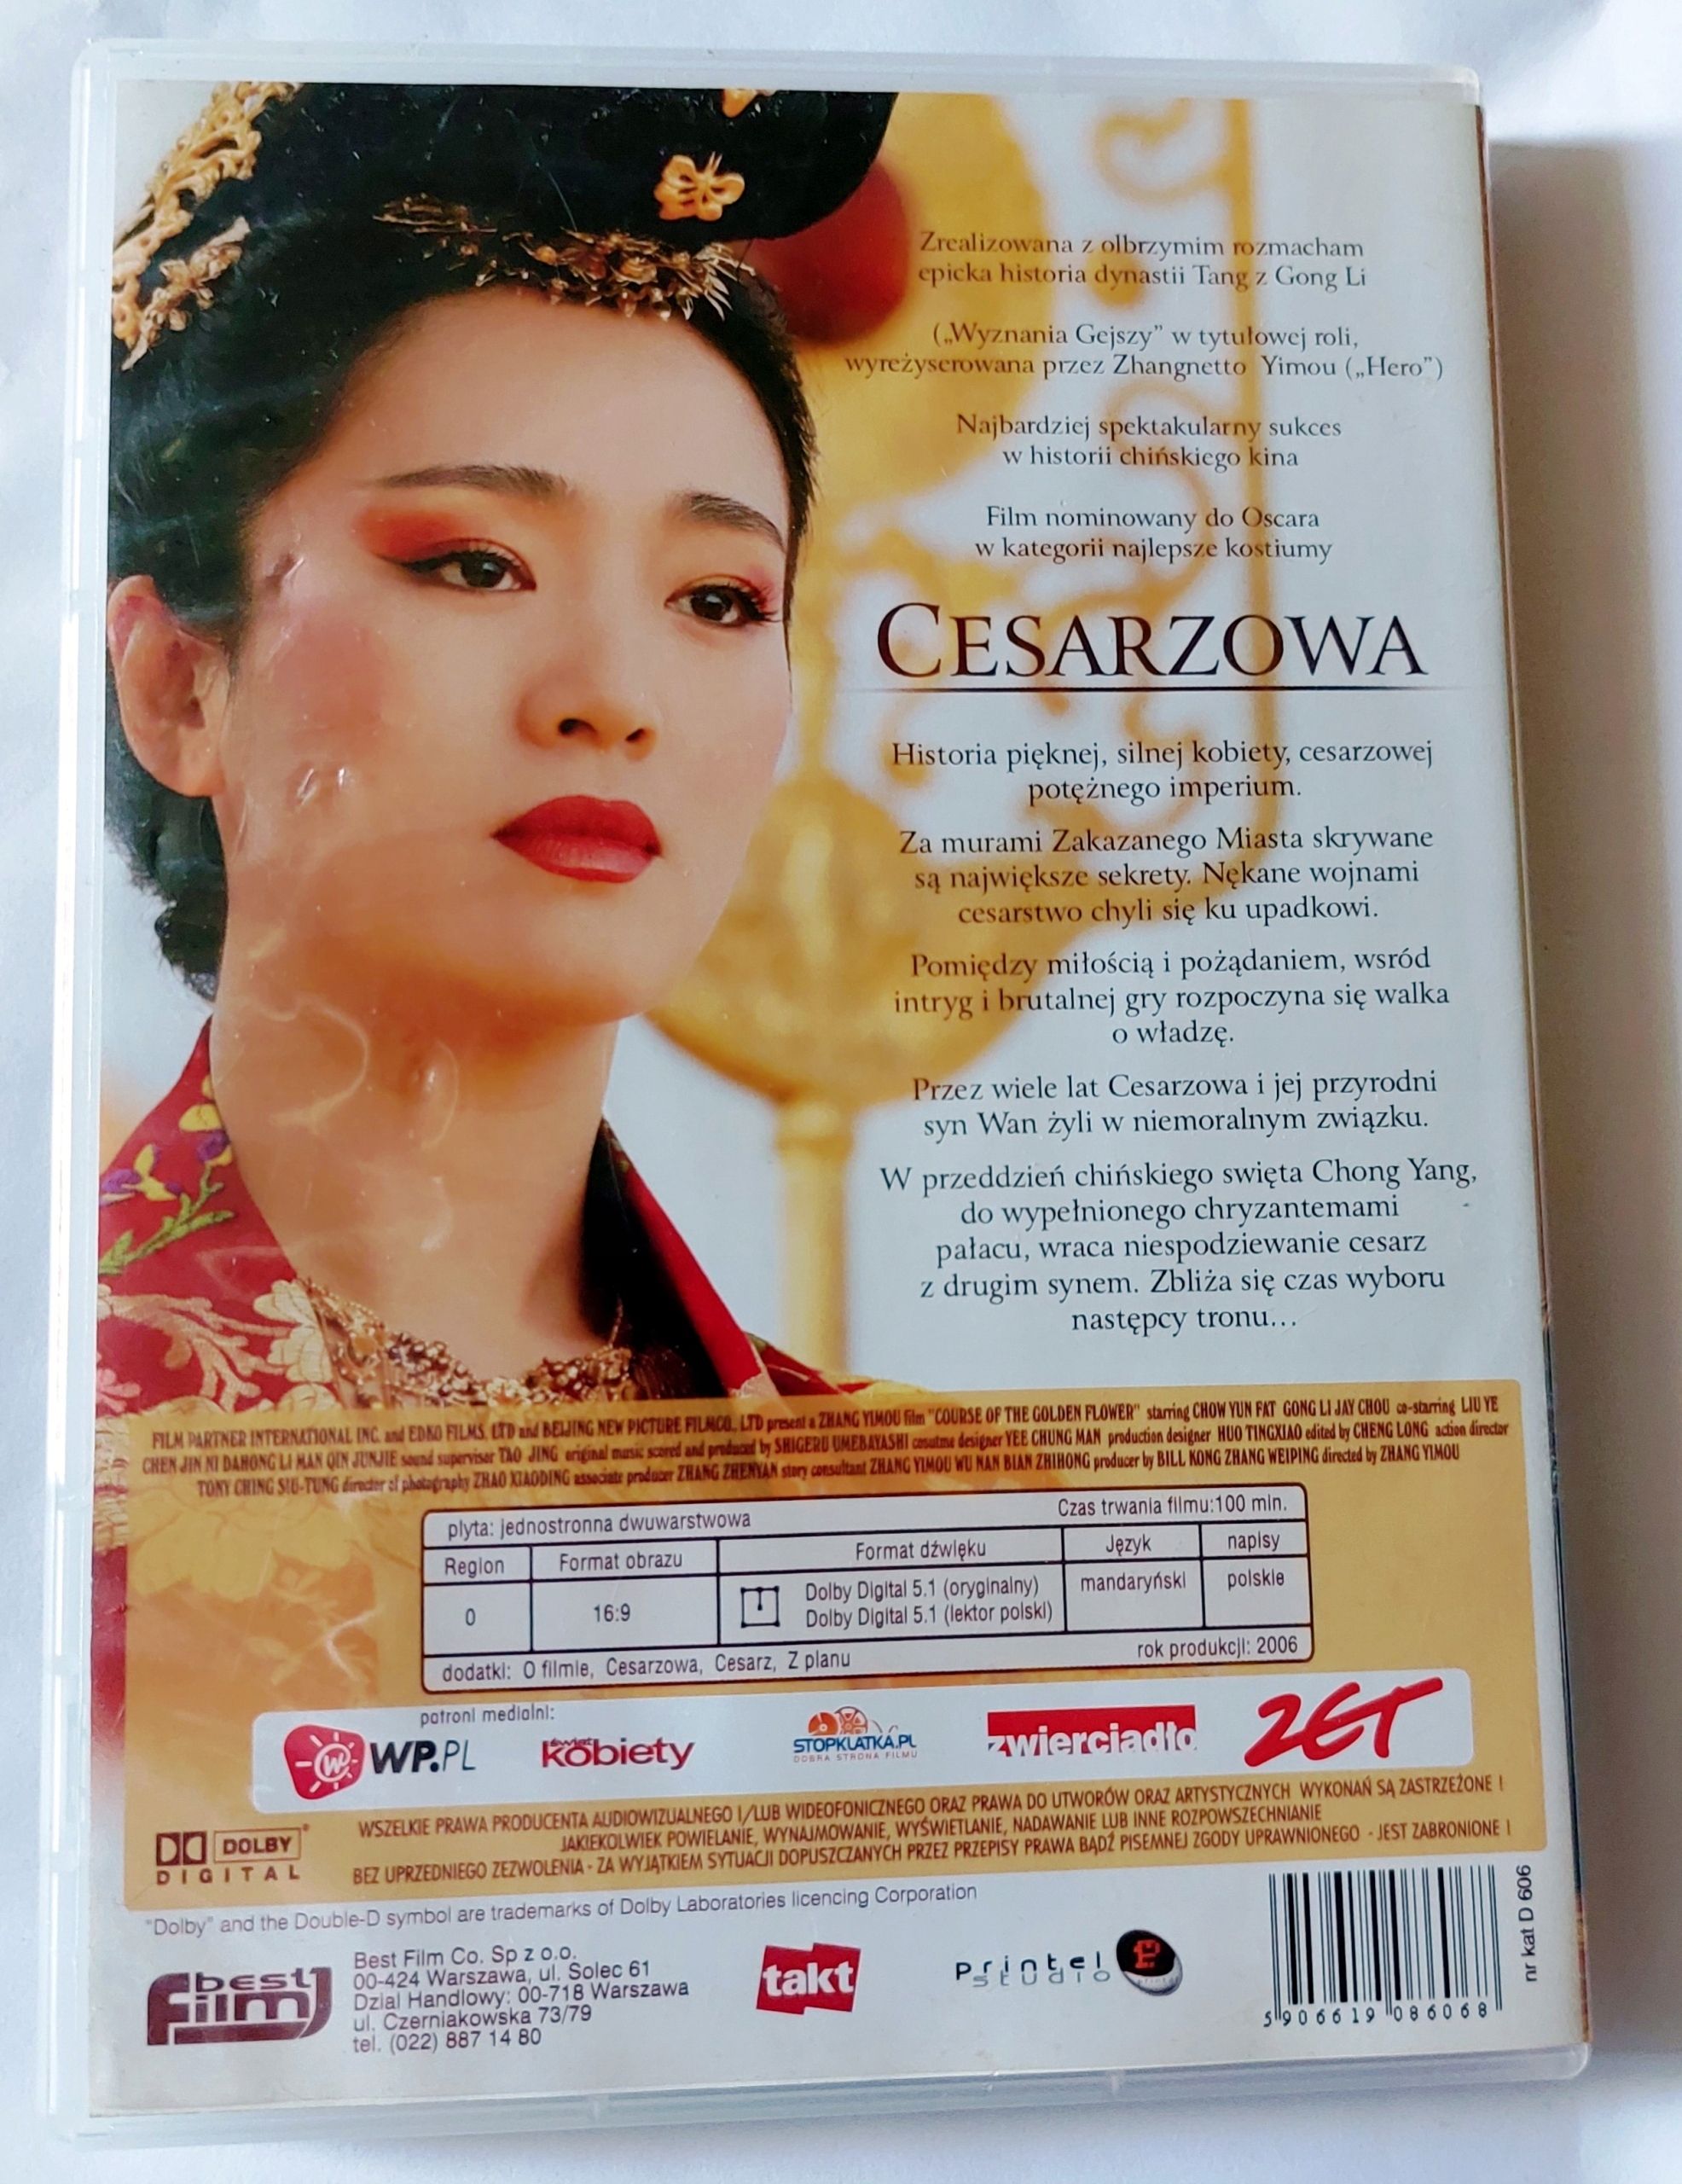 Zrealizowana z olbrzymim rozmacham
epicka historia dynastii Tang z Gong Li
(„Wyznania Gejszy” w tytułowej roli,
wyreżyserowana przez Zhangnetto Yimou („Hero”)
Najbardziej spektakularny sukces
w historii chińskiego kina
Film nominowany do Oscara
w kategorii najlepsze kostiumy
CESARZOWA
Historia pięknej, silnej kobiety, cesarzowej
potężnego imperium.
Za murami Zakazanego Miasta skrywane
są największe sekrety. Nękane wojnami
cesarstwo chyli się ku upadkowi.
Pomiędzy miłością i pożądaniem, wsród
intryg i brutalnej gry rozpoczyna się walka
o władzę.
Przez wiele lat Cesarzowa i jej przyrodni
syn Wan żyli w niemoralnym związku.
W przeddzień chińskiego swięta Chong Yang,
do wypełnionego chryzantemami
pałacu, wraca niespodziewanie cesarz
z drugim synem. Zbliża się czas wyboru
następcy tronu...
FILM PARTNER INTERNATIONAL INC. and EDKO FILMS. LTD and BEIJING NEW PICTURE FILMCO., LTD present a ZHANG YIMOU film "COURSE OF THE GOLDEN FLOWER" starring CHOW YUN FAT GONG LI JAY CHOU co-starring LIU YE
CHEN JIN NI DAHONG LI MAN QIN JUNJIE sound supervisor TAO JING original music scored and produced by SHIGERU UMEBAYASHI cosutme designer YEE CHUNG MAN production designer HUO TINGXIAO edited by CHENG LONG action director
TONY CHING SIU-TUNG director of photography ZHAO XIAODING associate producer ZHANG ZHENYAN story consultant ZHANG YIMOU WU NAN BIAN ZHIHONG producer by BILL KONG ZHANG WEIPING directed by ZHANG YIMOU
płyta: jednostronna dwuwarstwowa Czas trwania filmu:100 min.
Region Format obrazu Format dźwięku Język napisy
0 16:9 Dolby Digital 5.1 (oryginalny) mandaryński polskie
Dolby Digital 5.1 (lektor polski)
dodatki: O filmie, Cesarzowa, Cesarz, Z planu rok produkcji: 2006
patroni medialni:
WP.PL świat kobiety STOPKLATKA.PL zwierciadło ZET
DOBRA STRONA FILMU
WSZELKIE PRAWA PRODUCENTA AUDIOWIZUALNEGO I/LUB WIDEOFONICZNEGO ORAZ PRAWA DO UTWORÓW ORAZ ARTYSTYCZNYCH WYKONAŃ SĄ ZASTRZEŻONE !
JAKIEKOLWIEK POWIELANIE, WYNAJMOWANIE, WYŚWIETLANIE, NADAWANIE LUB INNE ROZPOWSZECHNIANIE
BEZ UPRZEDNIEGO ZEZWOLENIA - ZA WYJĄTKIEM SYTUACJI DOPUSZCZANYCH PRZEZ PRZEPISY PRAWA BĄDŹ PISEMNEJ ZGODY UPRAWNIONEGO - JEST ZABRONIONE !
DOLBY
DIGITAL
"Dolby" and the Double-D symbol are trademarks of Dolby Laboratories licencing Corporation
best film
Best Film Co. Sp z o.o.
00-424 Warszawa, ul. Solec 61
Dział Handlowy: 00-718 Warszawa
ul. Czerniakowska 73/79
tel. (022) 887 14 80
takt
Printel
studio
nr kat D 606
5 906619 086068